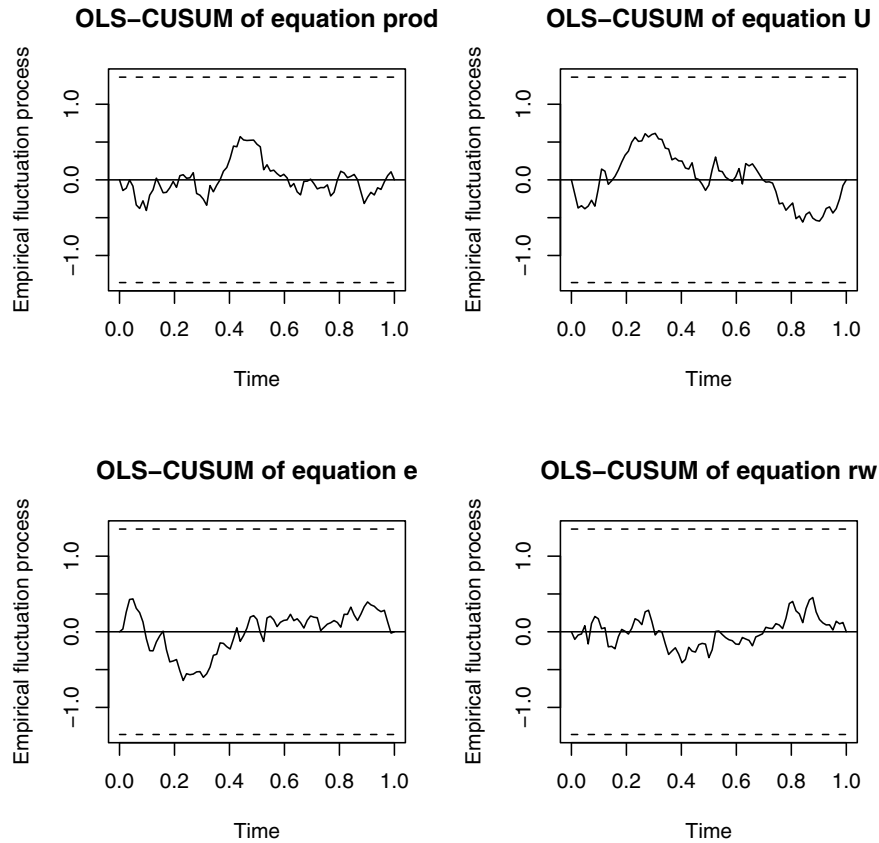 OLS−CUSUM of equation prod
Empirical fluctuation process
1.0
0.0
−1.0
0.0 0.2 0.4 0.6 0.8 1.0
Time
OLS−CUSUM of equation U
Empirical fluctuation process
1.0
0.0
−1.0
0.0 0.2 0.4 0.6 0.8 1.0
Time
OLS−CUSUM of equation e
Empirical fluctuation process
1.0
0.0
−1.0
0.0 0.2 0.4 0.6 0.8 1.0
Time
OLS−CUSUM of equation rw
Empirical fluctuation process
1.0
0.0
−1.0
0.0 0.2 0.4 0.6 0.8 1.0
Time